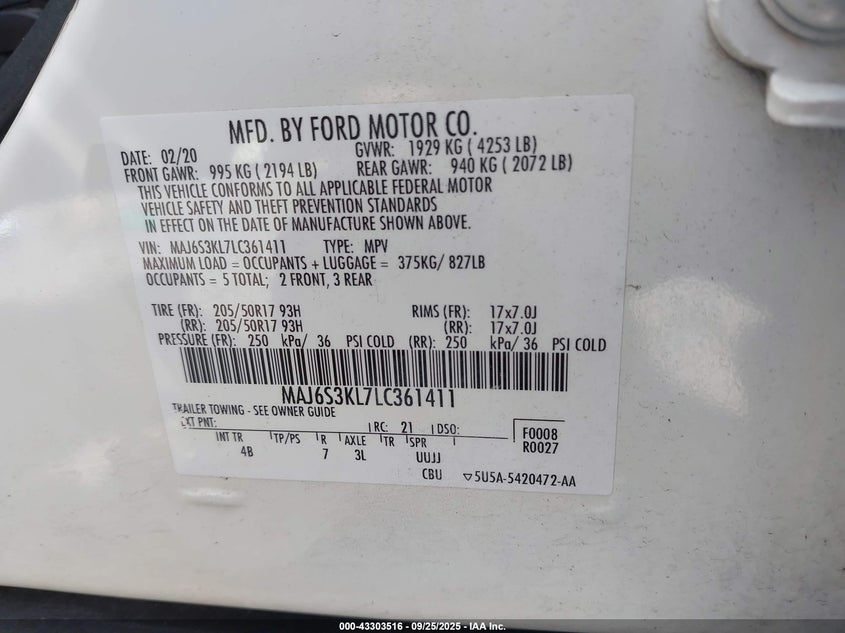 MFD. BY FORD MOTOR CO.
DATE: 02/20 GVWR: 1929 KG ( 4253 LB)
FRONT GAWR: 995 KG ( 2194 LB) REAR GAWR: 940 KG ( 2072 LB)
THIS VEHICLE CONFORMS TO ALL APPLICABLE FEDERAL MOTOR
VEHICLE SAFETY AND THEFT PREVENTION STANDARDS
IN EFFECT ON THE DATE OF MANUFACTURE SHOWN ABOVE.
VIN: MAJ6S3KL7LC361411 TYPE: MPV
MAXIMUM LOAD = OCCUPANTS + LUGGAGE = 375KG/ 827LB
OCCUPANTS = 5 TOTAL; 2 FRONT, 3 REAR
TIRE (FR): 205/50R17 93H RIMS (FR): 17x7.0J
(RR): 205/50R17 93H (RR): 17x7.0J
PRESSURE (FR): 250 kPa/ 36 PSI COLD (RR): 250 kPa/ 36 PSI COLD
MAJ6S3KL7LC361411
TRAILER TOWING - SEE OWNER GUIDE
EXT PNT: RC: 21 DSO: F0008
R0027
INT TR TP/PS R AXLE TR SPR
4B 7 3L UUJJ
CBU 5U5A-5420472-AA
000-43303516 - 09/25/2025 - IAA Inc.